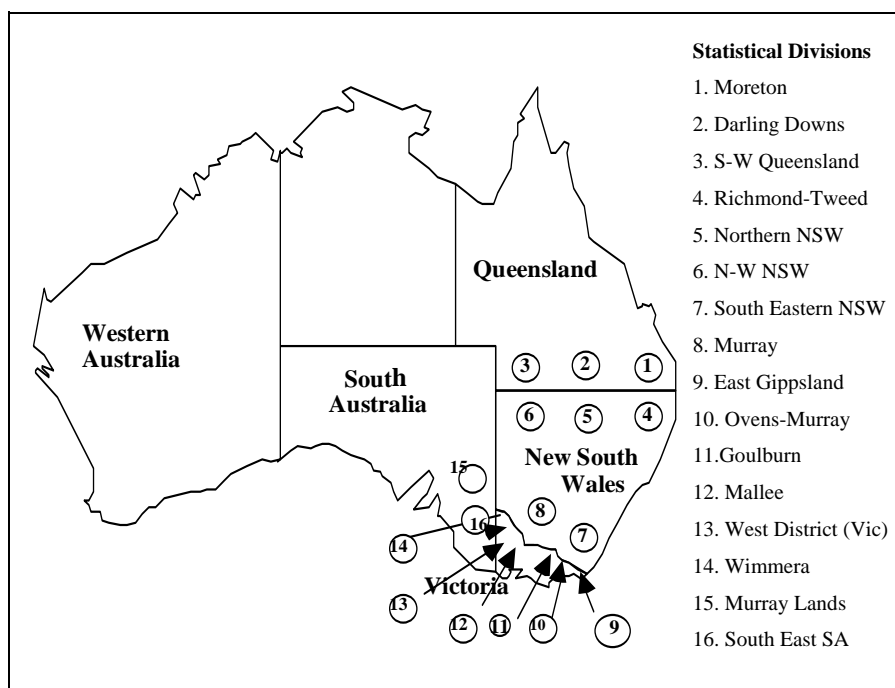 Statistical Divisions
1. Moreton
2. Darling Downs
3. S-W Queensland
4. Richmond-Tweed
5. Northern NSW
6. N-W NSW
7. South Eastern NSW
8. Murray
9. East Gippsland
10. Ovens-Murray
11.Goulburn
12. Mallee
13. West District (Vic)
14. Wimmera
15. Murray Lands
16. South East SA
Queensland
Western
Australia
South
Australia
3
2
1
6
5
4
New South
Wales
15
8
16
7
14
Victoria
13
12
11
10
9